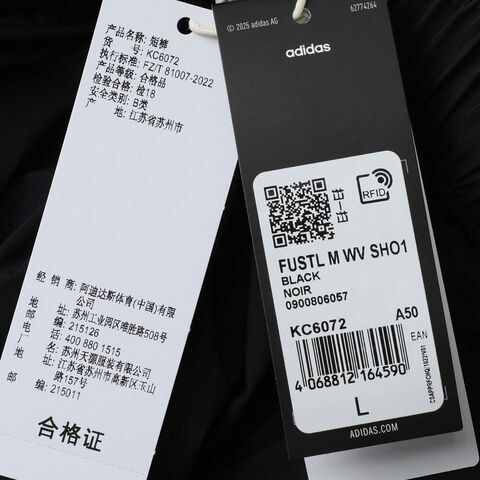 产品名称: 短裤
货 号: KC6072
执行标准: FZ/T 81007-2022
产品等级: 合格品
检验合格: 检18
安全类别: B类
产 地: 江苏省苏州市
经 销 商: 阿迪达斯体育(中国)有限
公司
地 址: 苏州工业园区唯胜路508号
邮 编: 215126
电 话: 400 880 1515
制 造 商: 苏州天源服装有限公司
地 址: 江苏省苏州市高新区玉山
路157号
邮 编: 215011
合格证
© 2025 adidas AG
62774264
adidas
RFID
FUSTL M WV SHO1
BLACK
NOIR
0900806057
KC6072
A50
EAN
4 068812 164590
L
ADIDAS.COM